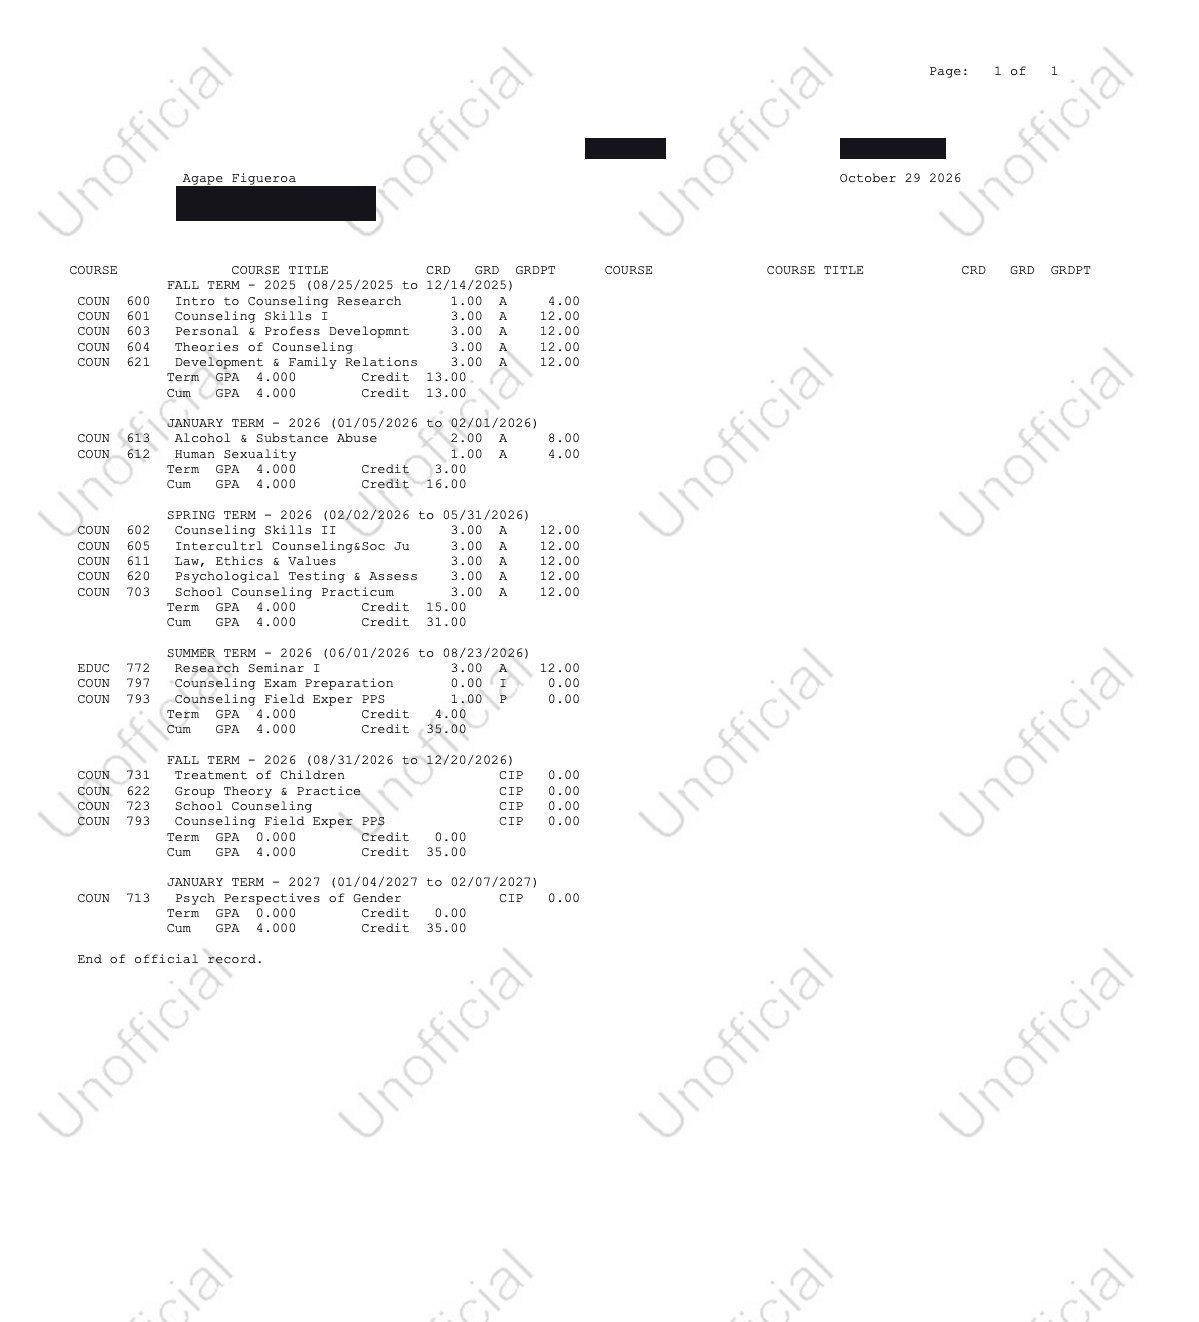 Page:   1 of   1
Agape Figueroa
October 29 2026
COURSE COURSE TITLE CRD GRD GRDPT COURSE COURSE TITLE CRD GRD GRDPT
FALL TERM - 2025 (08/25/2025 to 12/14/2025)
COUN 600 Intro to Counseling Research 1.00 A 4.00
COUN 601 Counseling Skills I 3.00 A 12.00
COUN 603 Personal & Profess Developmnt 3.00 A 12.00
COUN 604 Theories of Counseling 3.00 A 12.00
COUN 621 Development & Family Relations 3.00 A 12.00
Term GPA 4.000 Credit 13.00
Cum GPA 4.000 Credit 13.00
JANUARY TERM - 2026 (01/05/2026 to 02/01/2026)
COUN 613 Alcohol & Substance Abuse 2.00 A 8.00
COUN 612 Human Sexuality 1.00 A 4.00
Term GPA 4.000 Credit 3.00
Cum GPA 4.000 Credit 16.00
SPRING TERM - 2026 (02/02/2026 to 05/31/2026)
COUN 602 Counseling Skills II 3.00 A 12.00
COUN 605 Intercultrl Counseling&Soc Ju 3.00 A 12.00
COUN 611 Law, Ethics & Values 3.00 A 12.00
COUN 620 Psychological Testing & Assess 3.00 A 12.00
COUN 703 School Counseling Practicum 3.00 A 12.00
Term GPA 4.000 Credit 15.00
Cum GPA 4.000 Credit 31.00
SUMMER TERM - 2026 (06/01/2026 to 08/23/2026)
EDUC 772 Research Seminar I 3.00 A 12.00
COUN 797 Counseling Exam Preparation 0.00 I 0.00
COUN 793 Counseling Field Exper PPS 1.00 P 0.00
Term GPA 4.000 Credit 4.00
Cum GPA 4.000 Credit 35.00
FALL TERM - 2026 (08/31/2026 to 12/20/2026)
COUN 731 Treatment of Children CIP 0.00
COUN 622 Group Theory & Practice CIP 0.00
COUN 723 School Counseling CIP 0.00
COUN 793 Counseling Field Exper PPS CIP 0.00
Term GPA 0.000 Credit 0.00
Cum GPA 4.000 Credit 35.00
JANUARY TERM - 2027 (01/04/2027 to 02/07/2027)
COUN 713 Psych Perspectives of Gender CIP 0.00
Term GPA 0.000 Credit 0.00
Cum GPA 4.000 Credit 35.00
End of official record.
Unofficial Unofficial Unofficial Unofficial
Unofficial Unofficial Unofficial Unofficial
Unofficial Unofficial Unofficial Unofficial
Unofficial Unofficial Unofficial Unofficial